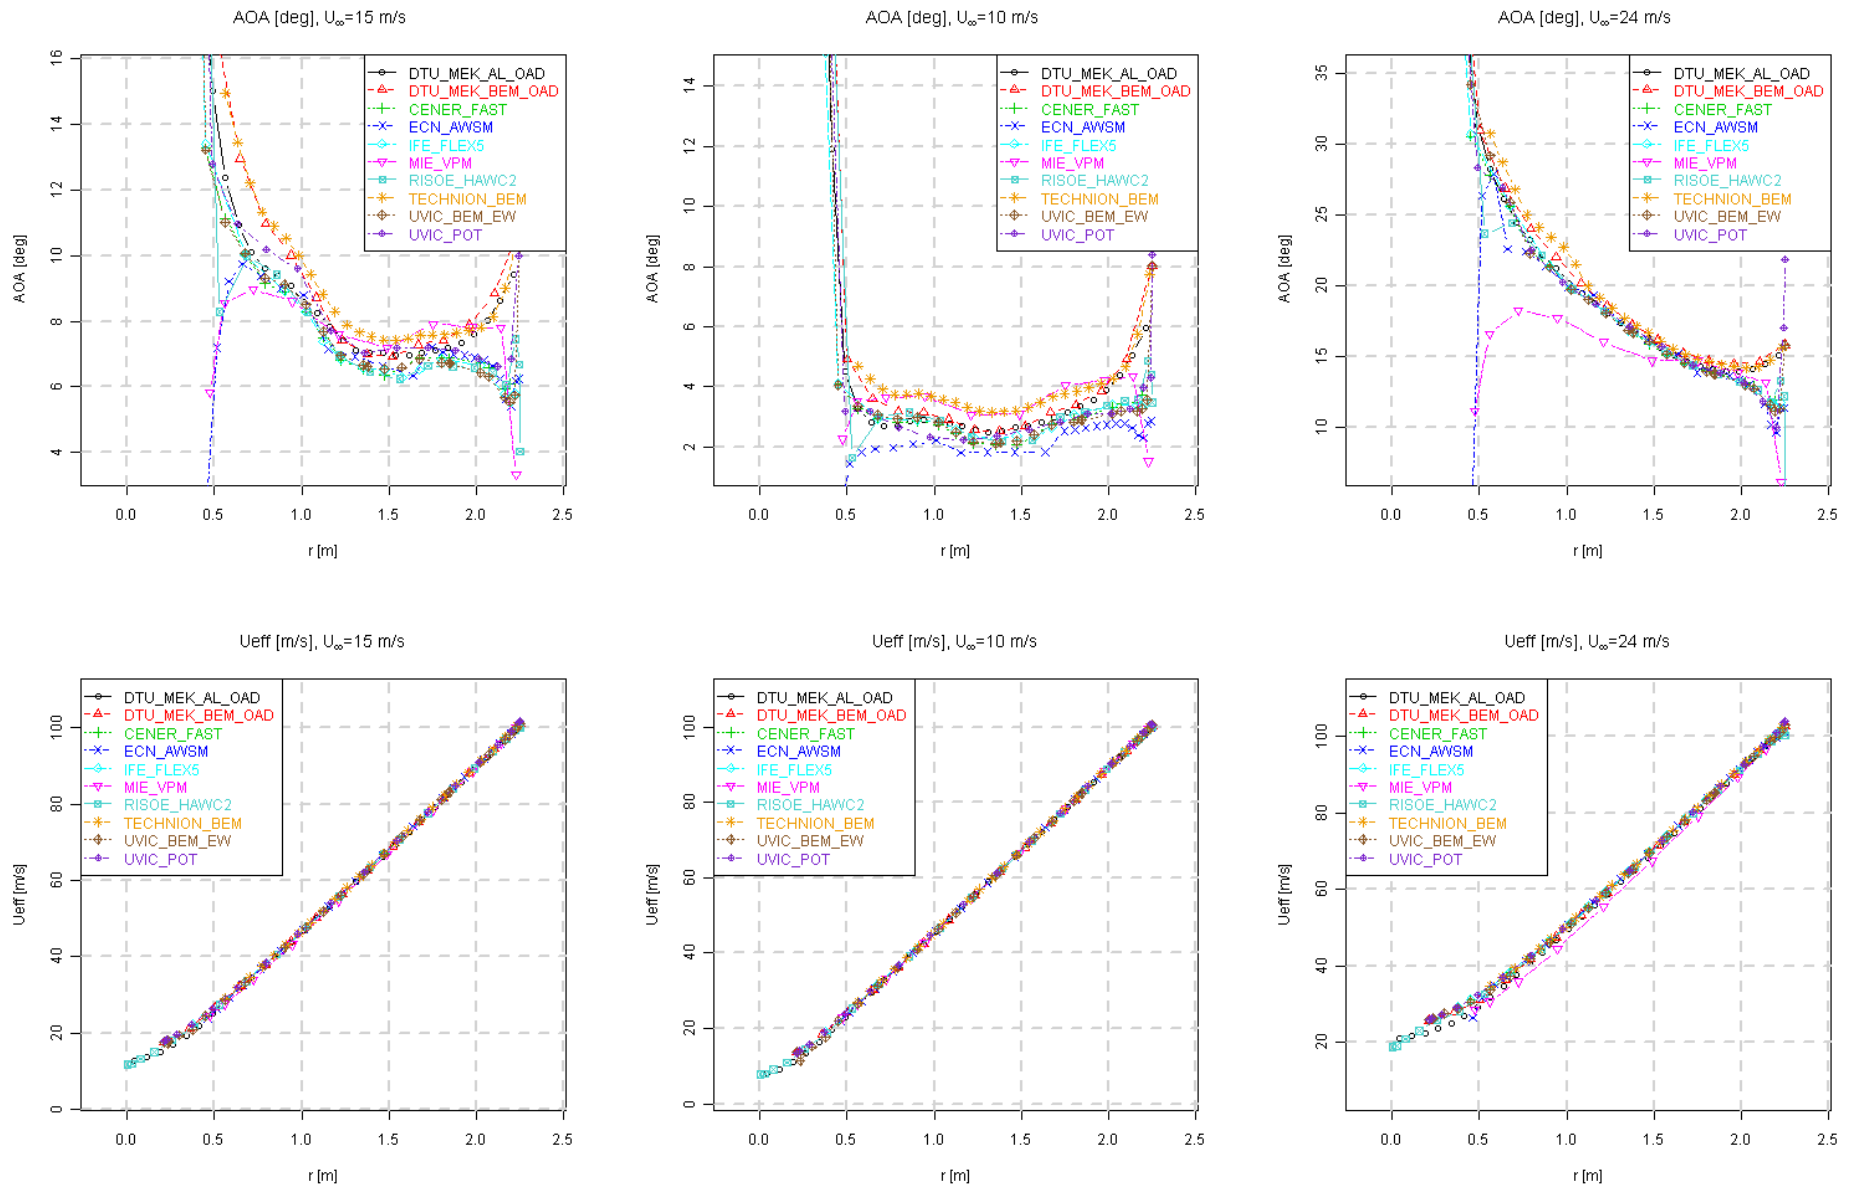 AOA [deg], U∞=15 m/s
AOA [deg]
16
14
12
10
8
6
4
DTU_MEK_AL_OAD
DTU_MEK_BEM_OAD
CENER_FAST
ECN_AWSM
IFE_FLEX5
MIE_VPM
RISOE_HAWC2
TECHNION_BEM
UVIC_BEM_EW
UVIC_POT
0.0 0.5 1.0 1.5 2.0 2.5
r [m]
AOA [deg], U∞=10 m/s
AOA [deg]
14
12
10
8
6
4
2
DTU_MEK_AL_OAD
DTU_MEK_BEM_OAD
CENER_FAST
ECN_AWSM
IFE_FLEX5
MIE_VPM
RISOE_HAWC2
TECHNION_BEM
UVIC_BEM_EW
UVIC_POT
0.0 0.5 1.0 1.5 2.0 2.5
r [m]
AOA [deg], U∞=24 m/s
AOA [deg]
35
30
25
20
15
10
DTU_MEK_AL_OAD
DTU_MEK_BEM_OAD
CENER_FAST
ECN_AWSM
IFE_FLEX5
MIE_VPM
RISOE_HAWC2
TECHNION_BEM
UVIC_BEM_EW
UVIC_POT
0.0 0.5 1.0 1.5 2.0 2.5
r [m]
Ueff [m/s], U∞=15 m/s
Ueff [m/s]
100
80
60
40
20
0
DTU_MEK_AL_OAD
DTU_MEK_BEM_OAD
CENER_FAST
ECN_AWSM
IFE_FLEX5
MIE_VPM
RISOE_HAWC2
TECHNION_BEM
UVIC_BEM_EW
UVIC_POT
0.0 0.5 1.0 1.5 2.0 2.5
r [m]
Ueff [m/s], U∞=10 m/s
Ueff [m/s]
100
80
60
40
20
0
DTU_MEK_AL_OAD
DTU_MEK_BEM_OAD
CENER_FAST
ECN_AWSM
IFE_FLEX5
MIE_VPM
RISOE_HAWC2
TECHNION_BEM
UVIC_BEM_EW
UVIC_POT
0.0 0.5 1.0 1.5 2.0 2.5
r [m]
Ueff [m/s], U∞=24 m/s
Ueff [m/s]
100
80
60
40
20
DTU_MEK_AL_OAD
DTU_MEK_BEM_OAD
CENER_FAST
ECN_AWSM
IFE_FLEX5
MIE_VPM
RISOE_HAWC2
TECHNION_BEM
UVIC_BEM_EW
UVIC_POT
0.0 0.5 1.0 1.5 2.0 2.5
r [m]